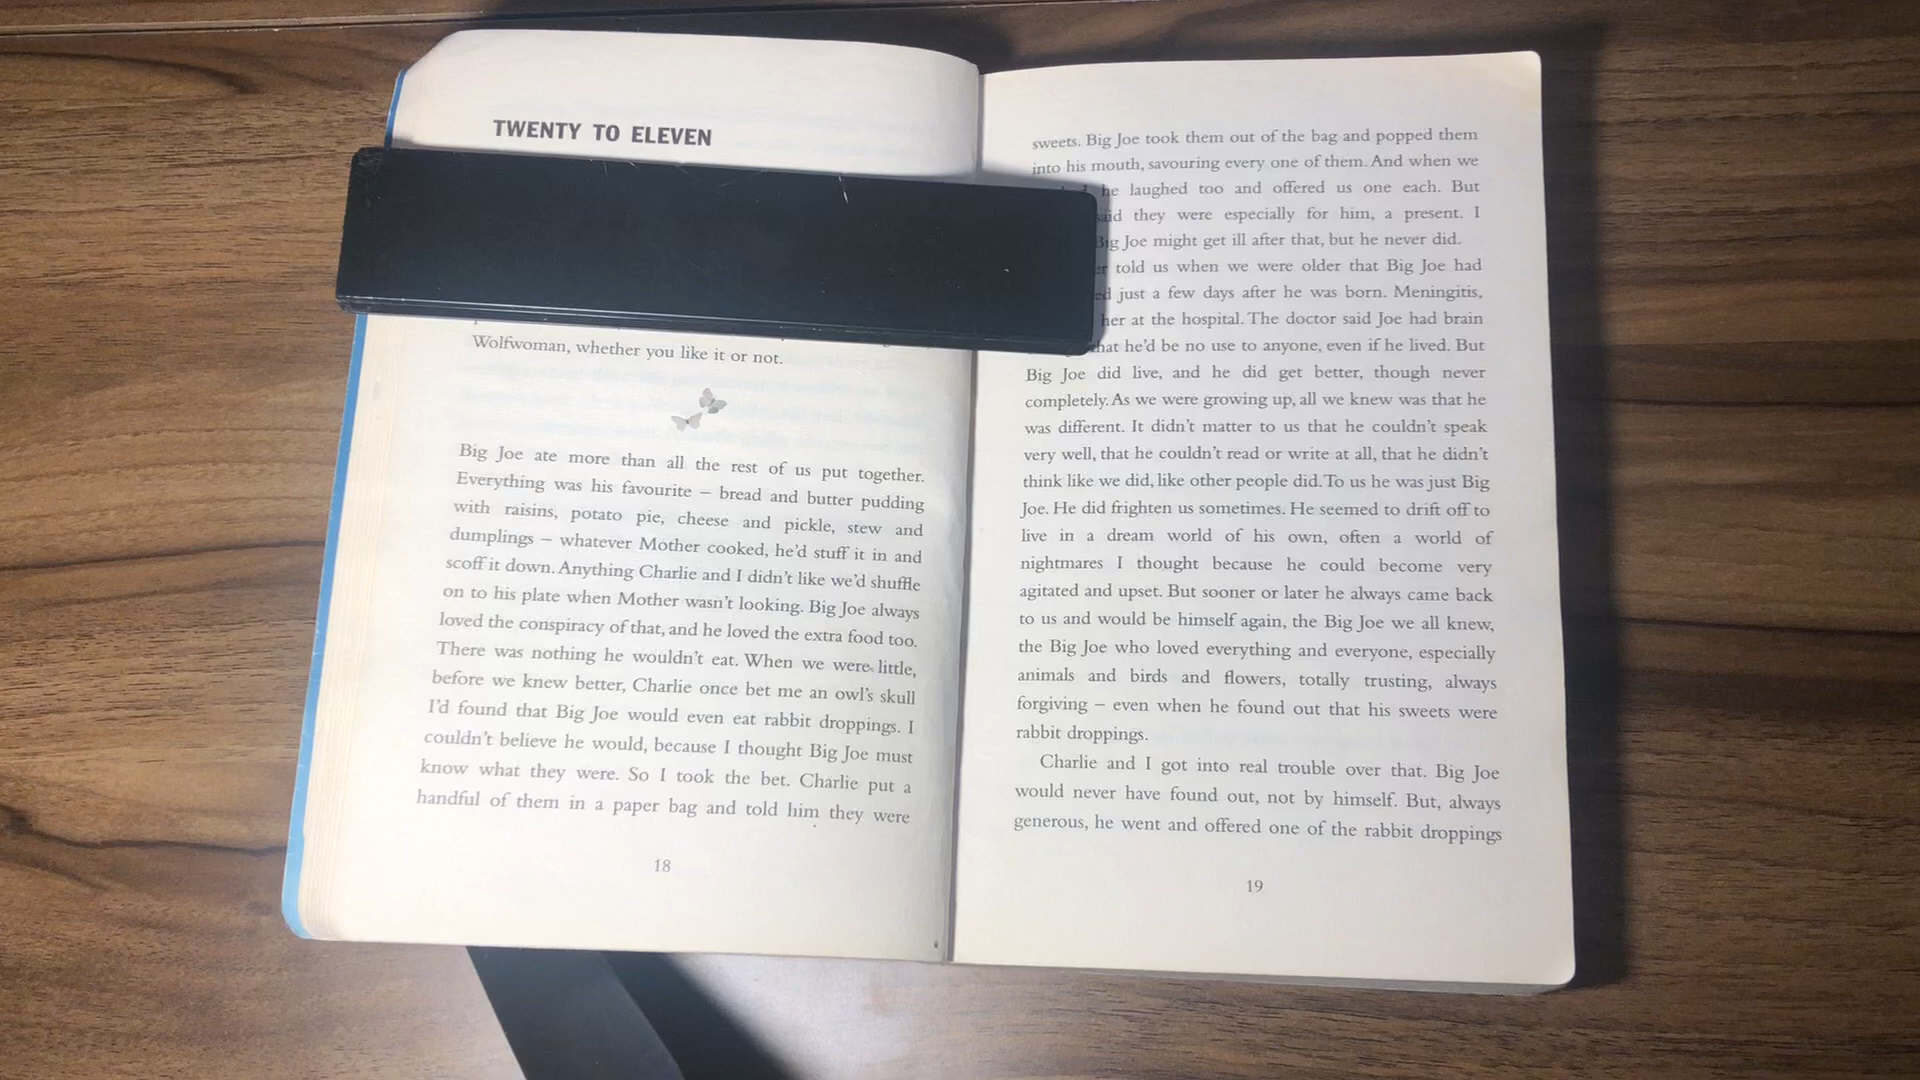 TWENTY TO ELEVEN
Wolfwoman, whether you like it or not.
Big Joe ate more than all the rest of us put together.
Everything was his favourite – bread and butter pudding
with raisins, potato pie, cheese and pickle, stew and
dumplings – whatever Mother cooked, he'd stuff it in and
scoff it down. Anything Charlie and I didn't like we'd shuffle
on to his plate when Mother wasn't looking. Big Joe always
loved the conspiracy of that, and he loved the extra food too.
There was nothing he wouldn't eat. When we were little,
before we knew better, Charlie once bet me an owl's skull
I'd found that Big Joe would even eat rabbit droppings. I
couldn't believe he would, because I thought Big Joe must
know what they were. So I took the bet. Charlie put a
handful of them in a paper bag and told him they were
18
sweets. Big Joe took them out of the bag and popped them
into his mouth, savouring every one of them. And when we
he laughed too and offered us one each. But
said they were especially for him, a present. I
Big Joe might get ill after that, but he never did.
told us when we were older that Big Joe had
just a few days after he was born. Meningitis,
her at the hospital. The doctor said Joe had brain
that he'd be no use to anyone, even if he lived. But
Big Joe did live, and he did get better, though never
completely. As we were growing up, all we knew was that he
was different. It didn't matter to us that he couldn't speak
very well, that he couldn't read or write at all, that he didn't
think like we did, like other people did. To us he was just Big
Joe. He did frighten us sometimes. He seemed to drift off to
live in a dream world of his own, often a world of
nightmares I thought because he could become very
agitated and upset. But sooner or later he always came back
to us and would be himself again, the Big Joe we all knew,
the Big Joe who loved everything and everyone, especially
animals and birds and flowers, totally trusting, always
forgiving – even when he found out that his sweets were
rabbit droppings.
Charlie and I got into real trouble over that. Big Joe
would never have found out, not by himself. But, always
generous, he went and offered one of the rabbit droppings
19